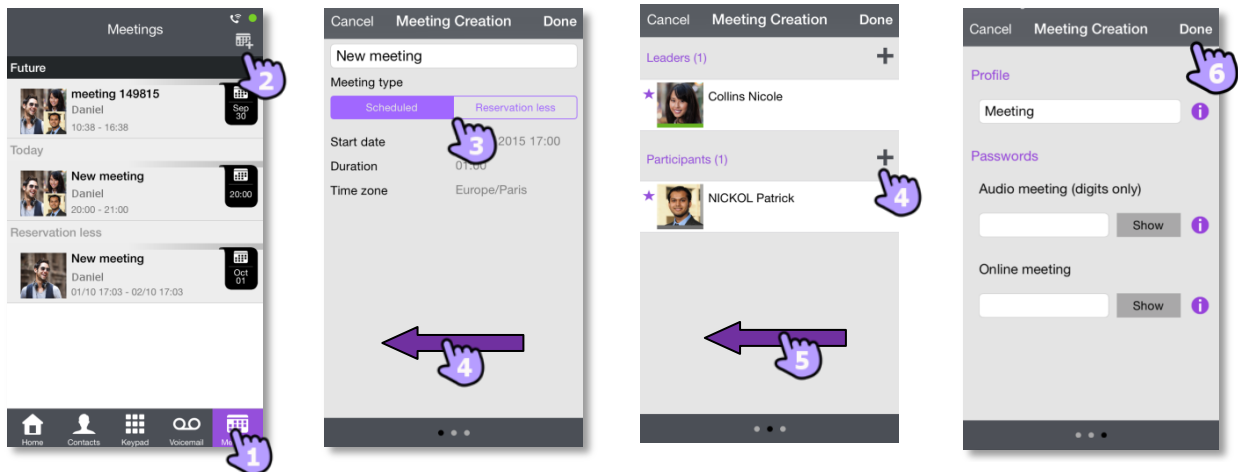 Meetings
2
Future
meeting 149815
Daniel
10:38 - 16:38
Sep
30
Today
New meeting
Daniel
20:00 - 21:00
20:00
Reservation less
New meeting
Daniel
01/10 17:03 - 02/10 17:03
Oct
01
Home Contacts Keypad Voicemail
1
Cancel Meeting Creation Done
New meeting
Meeting type
Scheduled Reservation less
3
Start date 2015 17:00
Duration 01:00
Time zone Europe/Paris
4
Cancel Meeting Creation Done
Leaders (1)
Collins Nicole
Participants (1)
4
NICKOL Patrick
5
Cancel Meeting Creation Done
6
Profile
Meeting
Passwords
Audio meeting (digits only)
Show
Online meeting
Show